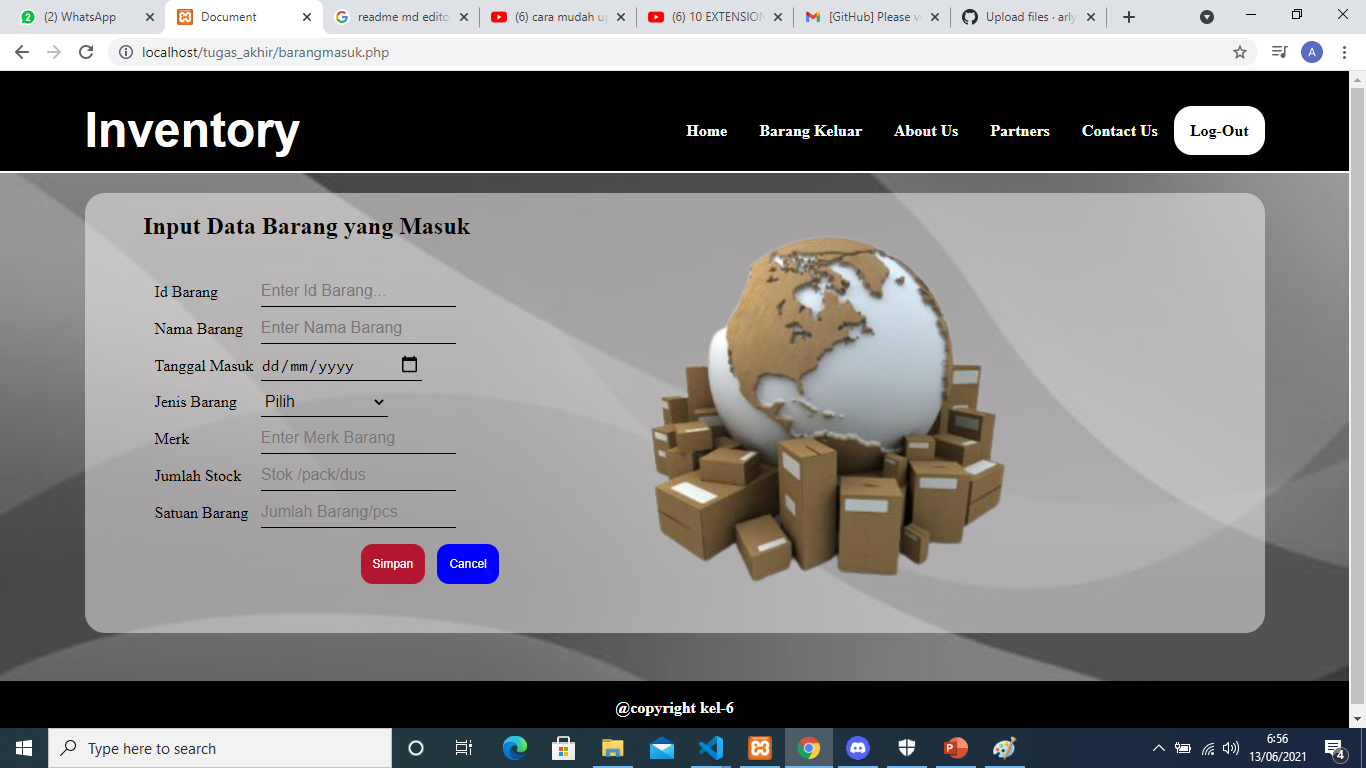 (2) WhatsApp
Document
readme md edito
(6) cara mudah up
(6) 10 EXTENSION
[GitHub] Please ve
Upload files · arly
localhost/tugas_akhir/barangmasuk.php
A
Inventory
Home
Barang Keluar
About Us
Partners
Contact Us
Log-Out
Input Data Barang yang Masuk
Id Barang Enter Id Barang...
Nama Barang Enter Nama Barang
Tanggal Masuk dd/mm/yyyy
Jenis Barang Pilih
Merk Enter Merk Barang
Jumlah Stock Stok /pack/dus
Satuan Barang Jumlah Barang/pcs
Simpan Cancel
@copyright kel-6
Type here to search
6:56
13/06/2021
4